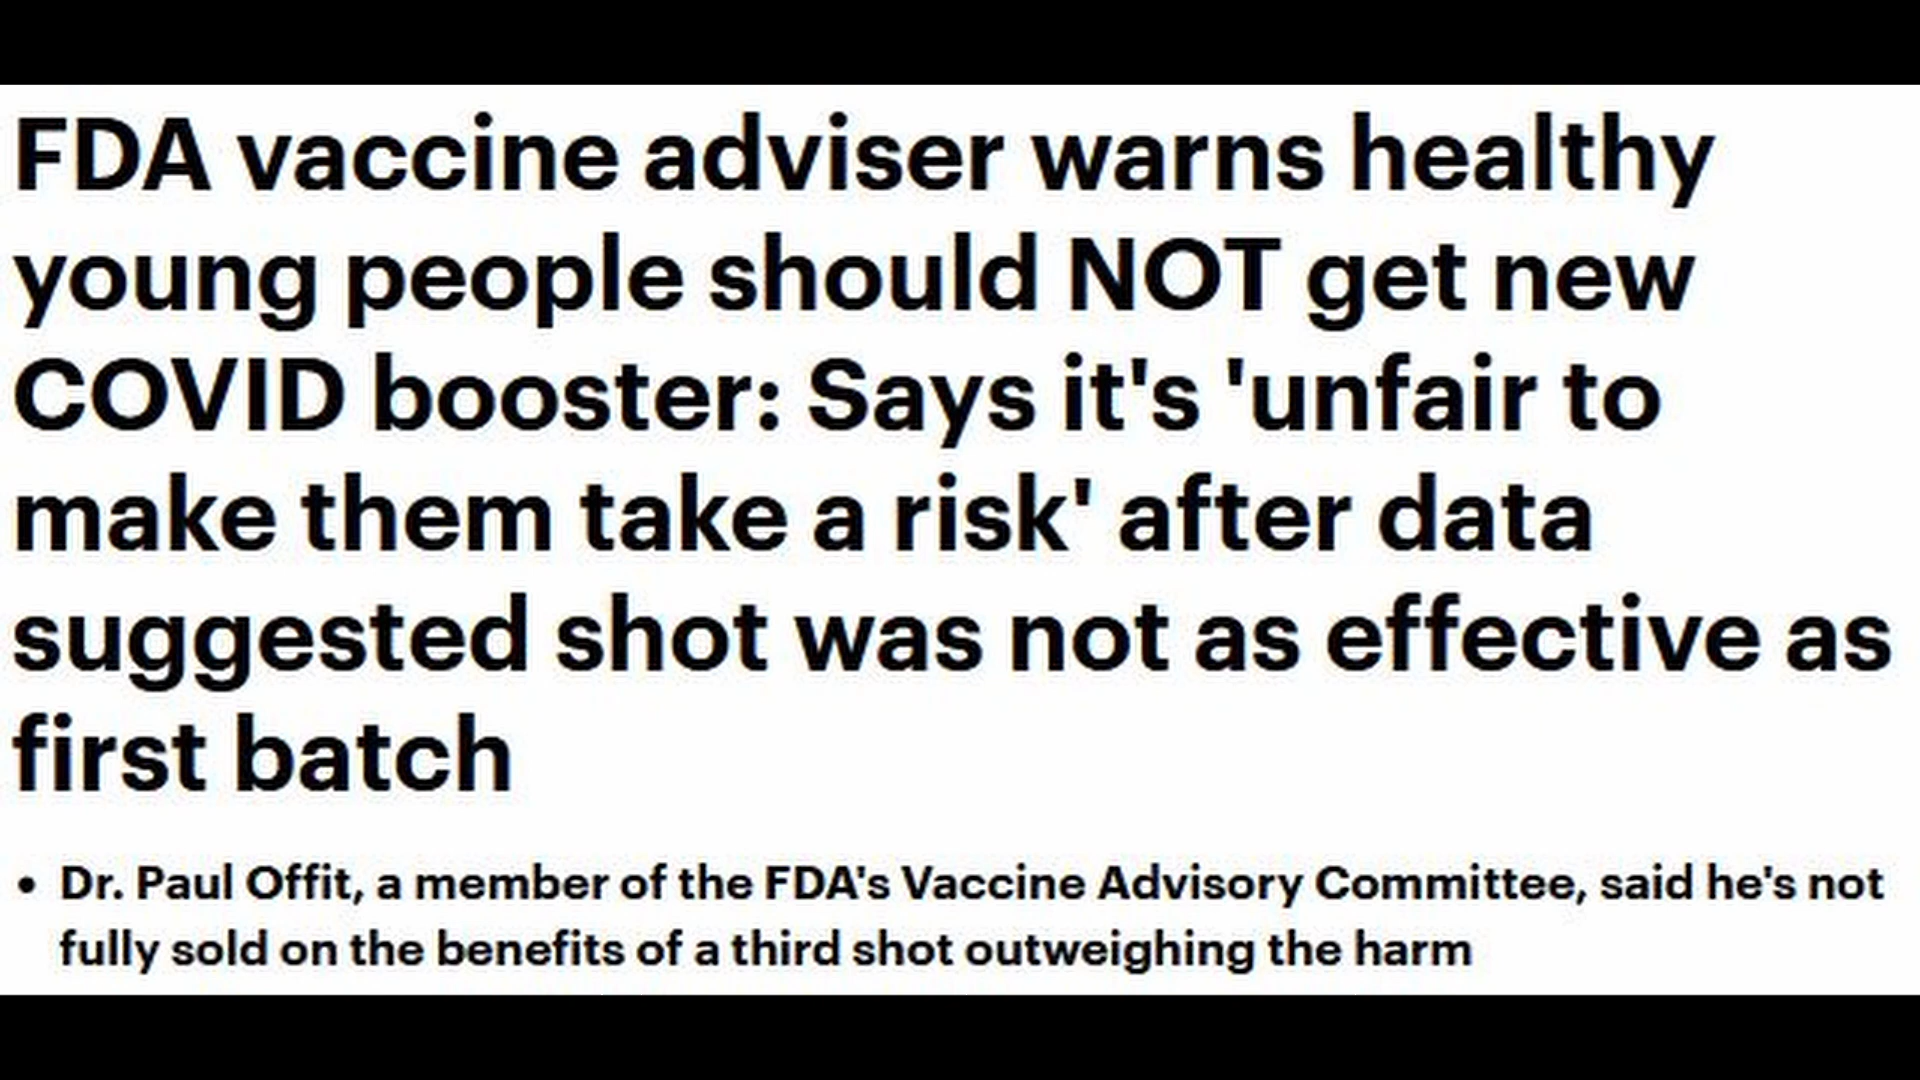 FDA vaccine adviser warns healthy
young people should NOT get new
COVID booster: Says it's 'unfair to
make them take a risk' after data
suggested shot was not as effective as
first batch
• Dr. Paul Offit, a member of the FDA's Vaccine Advisory Committee, said he's not
fully sold on the benefits of a third shot outweighing the harm